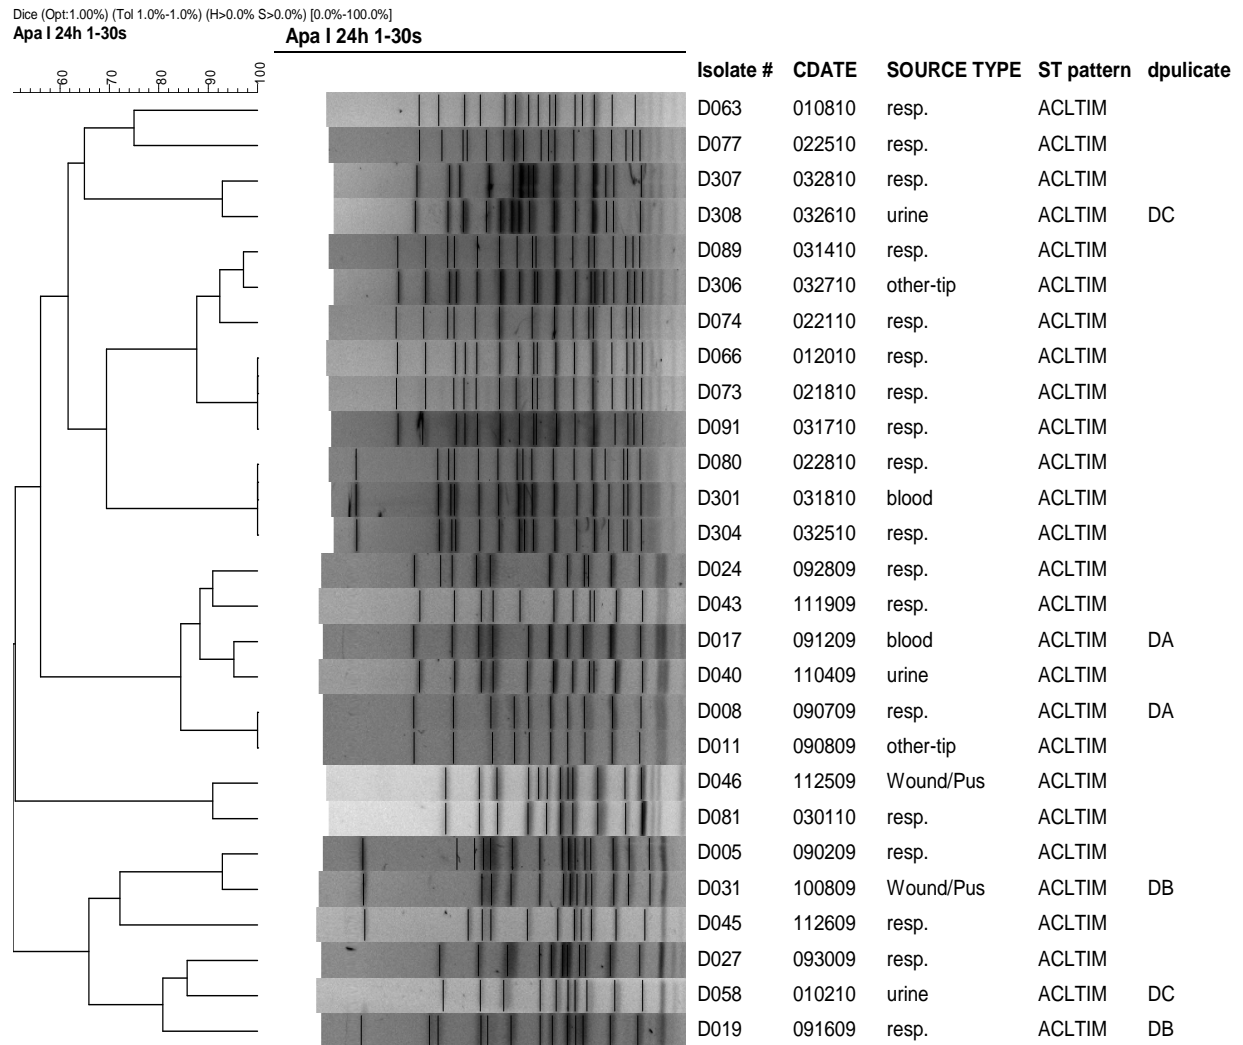 Dice (Opt:1.00%) (Tol 1.0%-1.0%) (H>0.0% S>0.0%) [0.0%-100.0%]
Apa I 24h 1-30s Apa I 24h 1-30s
60 70 80 90 100
Isolate # CDATE SOURCE TYPE ST pattern dpulicate
D063 010810 resp. ACLTIM
D077 022510 resp. ACLTIM
D307 032810 resp. ACLTIM
D308 032610 urine ACLTIM DC
D089 031410 resp. ACLTIM
D306 032710 other-tip ACLTIM
D074 022110 resp. ACLTIM
D066 012010 resp. ACLTIM
D073 021810 resp. ACLTIM
D091 031710 resp. ACLTIM
D080 022810 resp. ACLTIM
D301 031810 blood ACLTIM
D304 032510 resp. ACLTIM
D024 092809 resp. ACLTIM
D043 111909 resp. ACLTIM
D017 091209 blood ACLTIM DA
D040 110409 urine ACLTIM
D008 090709 resp. ACLTIM DA
D011 090809 other-tip ACLTIM
D046 112509 Wound/Pus ACLTIM
D081 030110 resp. ACLTIM
D005 090209 resp. ACLTIM
D031 100809 Wound/Pus ACLTIM DB
D045 112609 resp. ACLTIM
D027 093009 resp. ACLTIM
D058 010210 urine ACLTIM DC
D019 091609 resp. ACLTIM DB